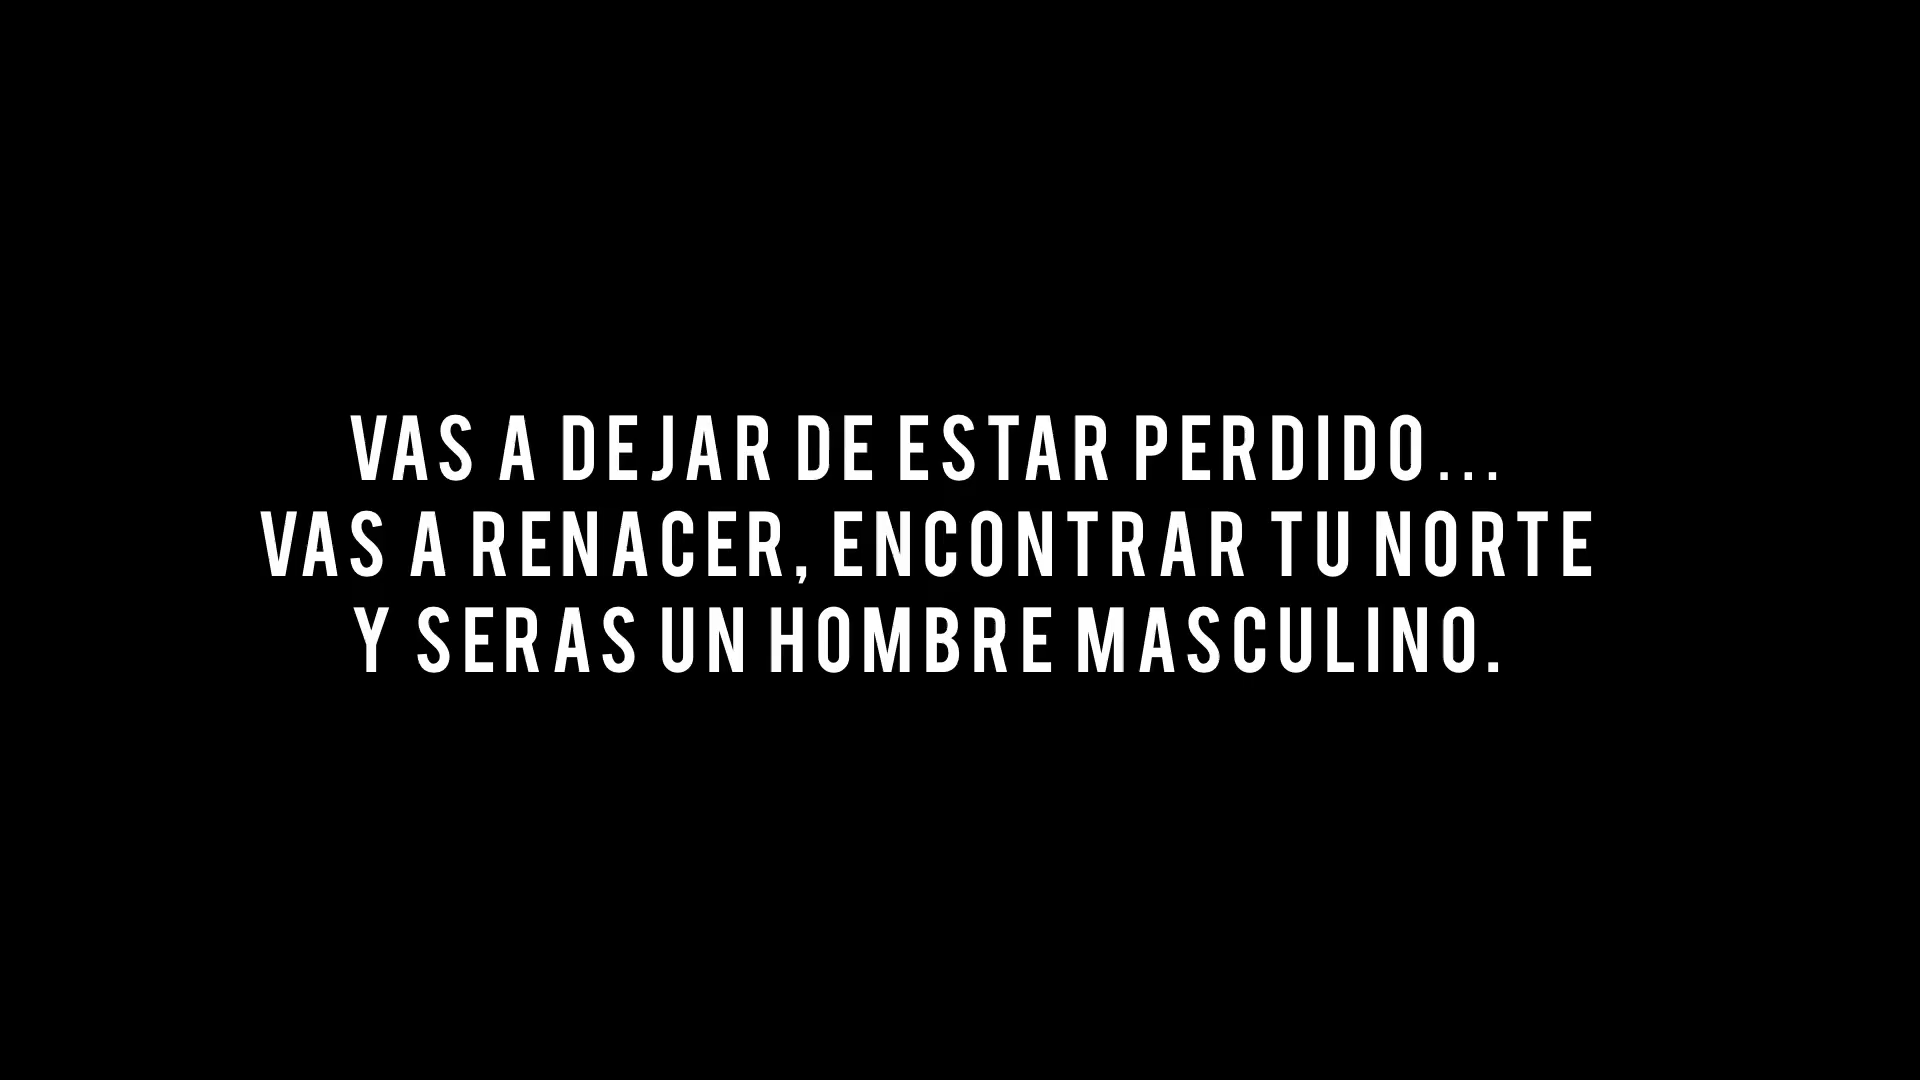 VAS A DEJAR DE ESTAR PERDIDO...
VAS A RENACER, ENCONTRAR TU NORTE
Y SERAS UN HOMBRE MASCULINO.